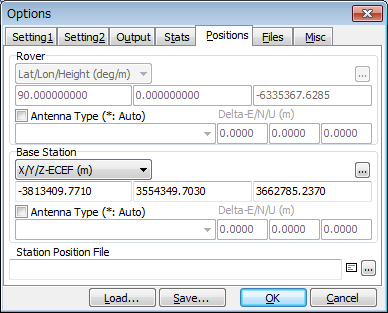 Options
Setting1 Setting2 Output Stats Positions Files Misc
Rover
Lat/Lon/Height (deg/m) ...
90.000000000 0.000000000 -6335367.6285
Antenna Type (*: Auto) Delta-E/N/U (m)
0.0000 0.0000 0.0000
Base Station
X/Y/Z-ECEF (m) ...
-3813409.7710 3554349.7030 3662785.2370
Antenna Type (*: Auto) Delta-E/N/U (m)
0.0000 0.0000 0.0000
Station Position File
...
Load... Save... OK Cancel